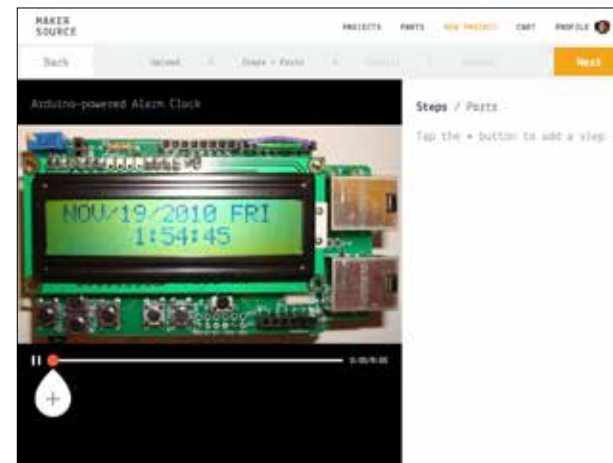 MAKER
SOURCE
PROJECTS PARTS NEW PROJECT CART PROFILE
Back Upload Steps + Parts Next
Arduino-powered Alarm Clock
Steps / Parts
Tap the + button to add a step
NOV/19/2010 FRI
1:54:45